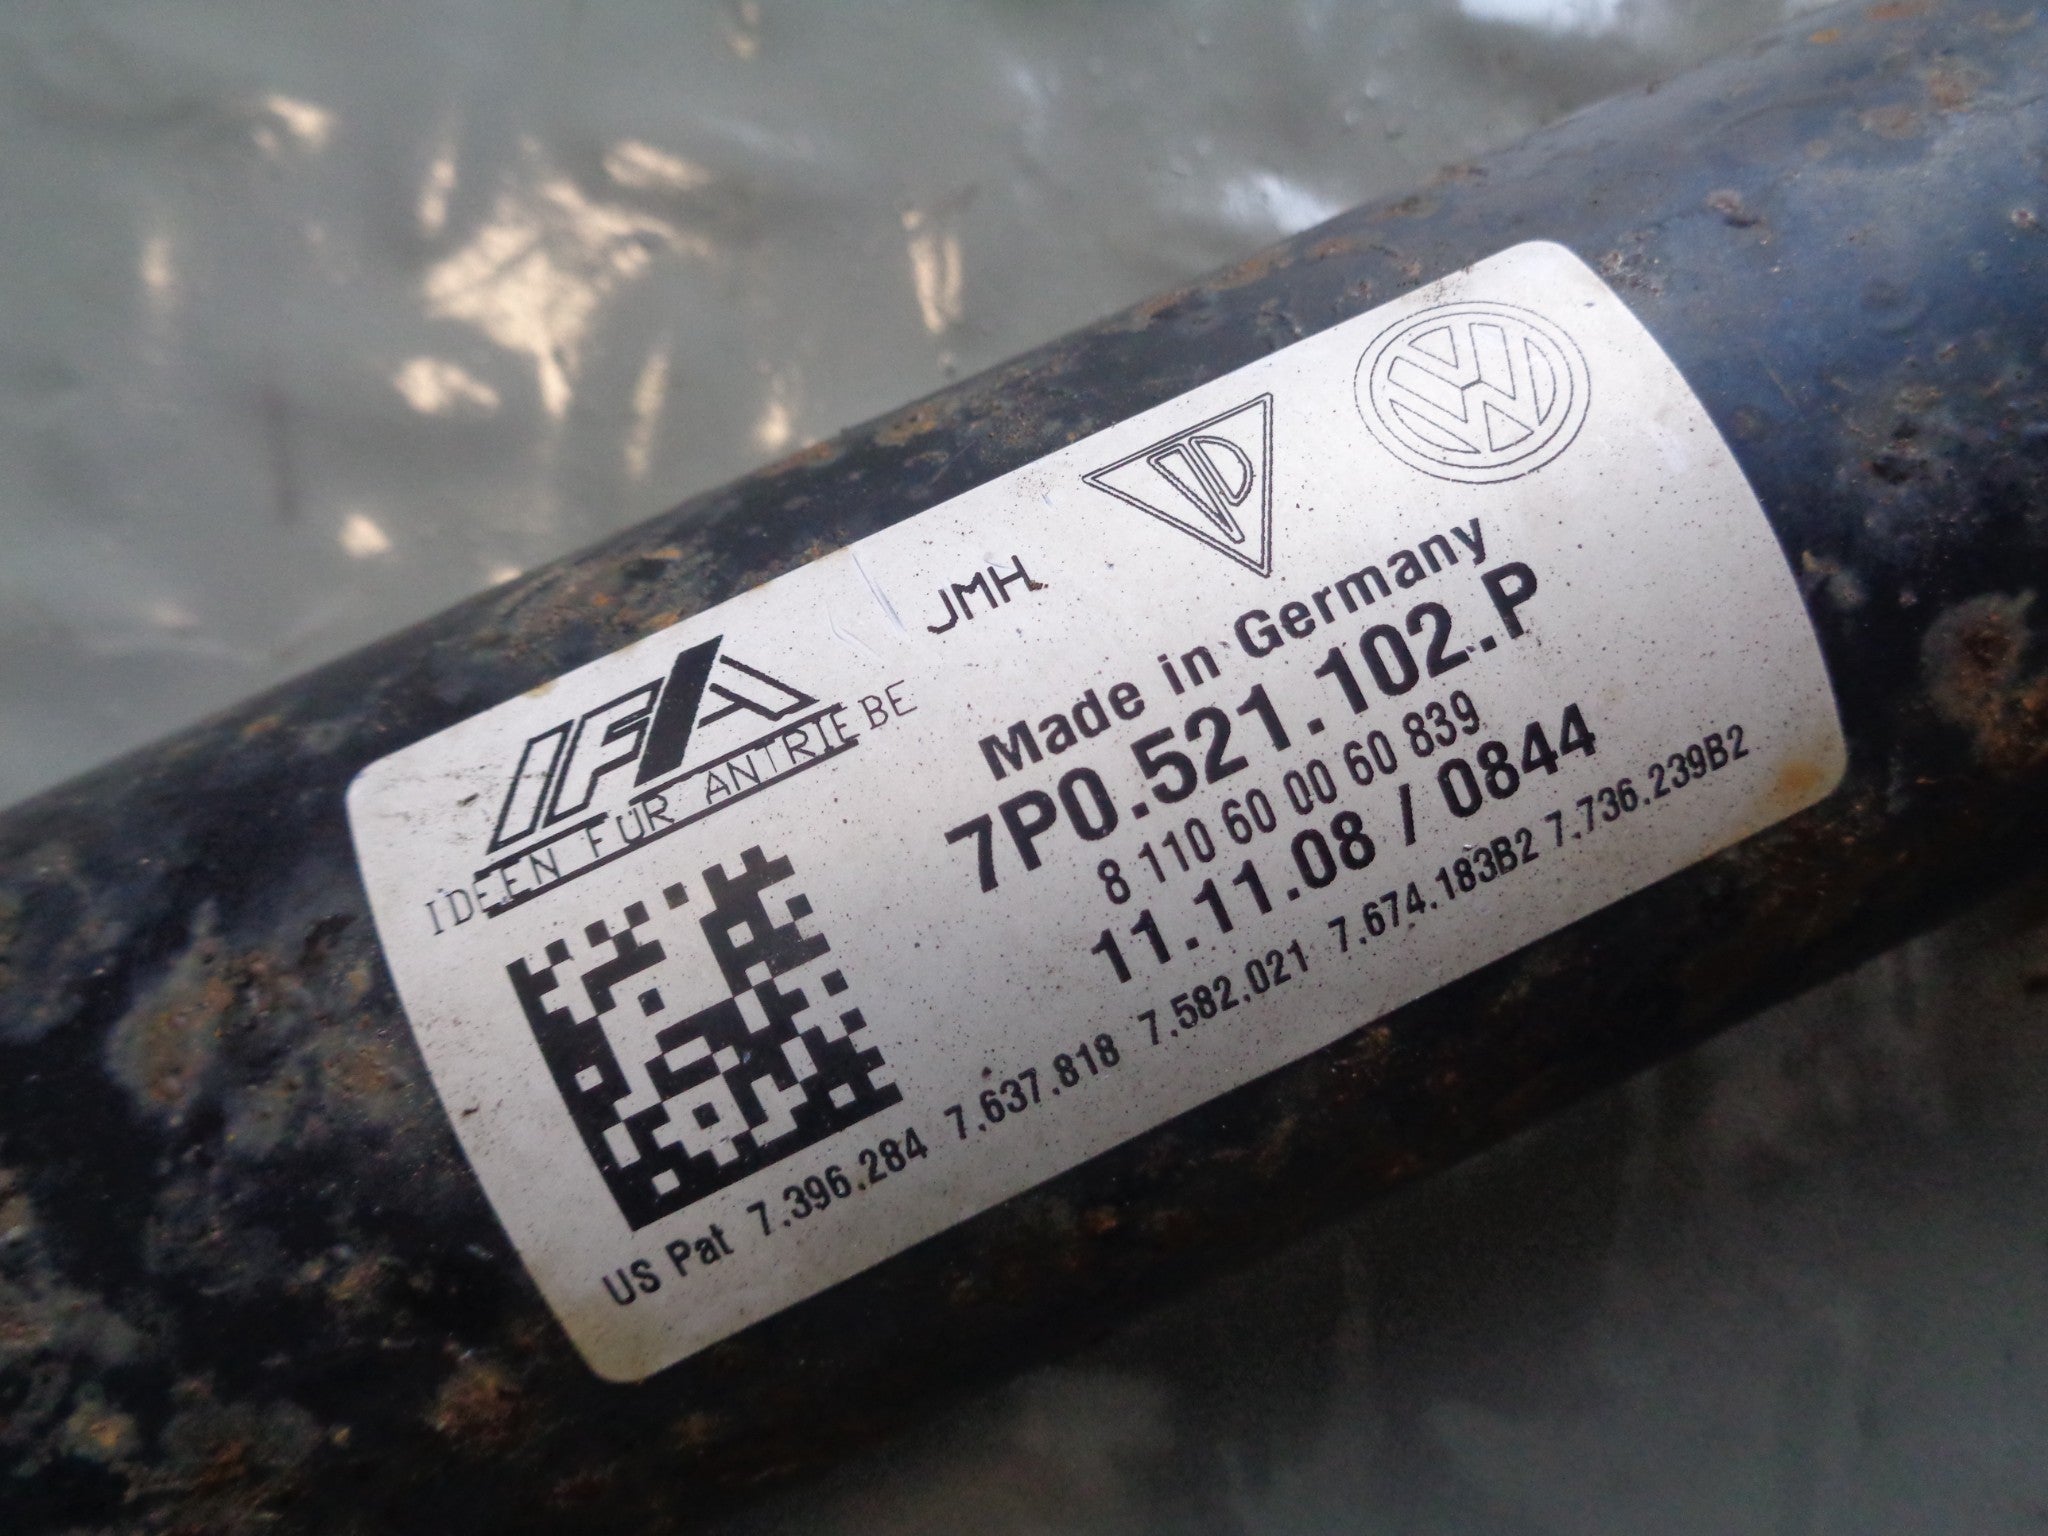 IFA
IDEEN FÜR ANTRIEBE
JMH
Made in Germany
7P0.521.102.P
8 110 60 00 60 839
11.11.08 / 0844
US Pat 7.396.284 7.637.818 7.582.021 7.674.183B2 7.736.239B2